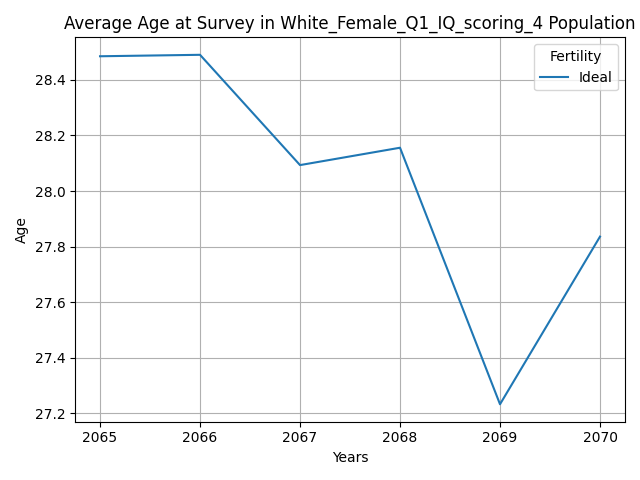 Average Age at Survey in White_Female_Q1_IQ_scoring_4 Population
Fertility
Ideal
28.4
28.2
28.0
27.8
27.6
27.4
27.2
Age
2065 2066 2067 2068 2069 2070
Years